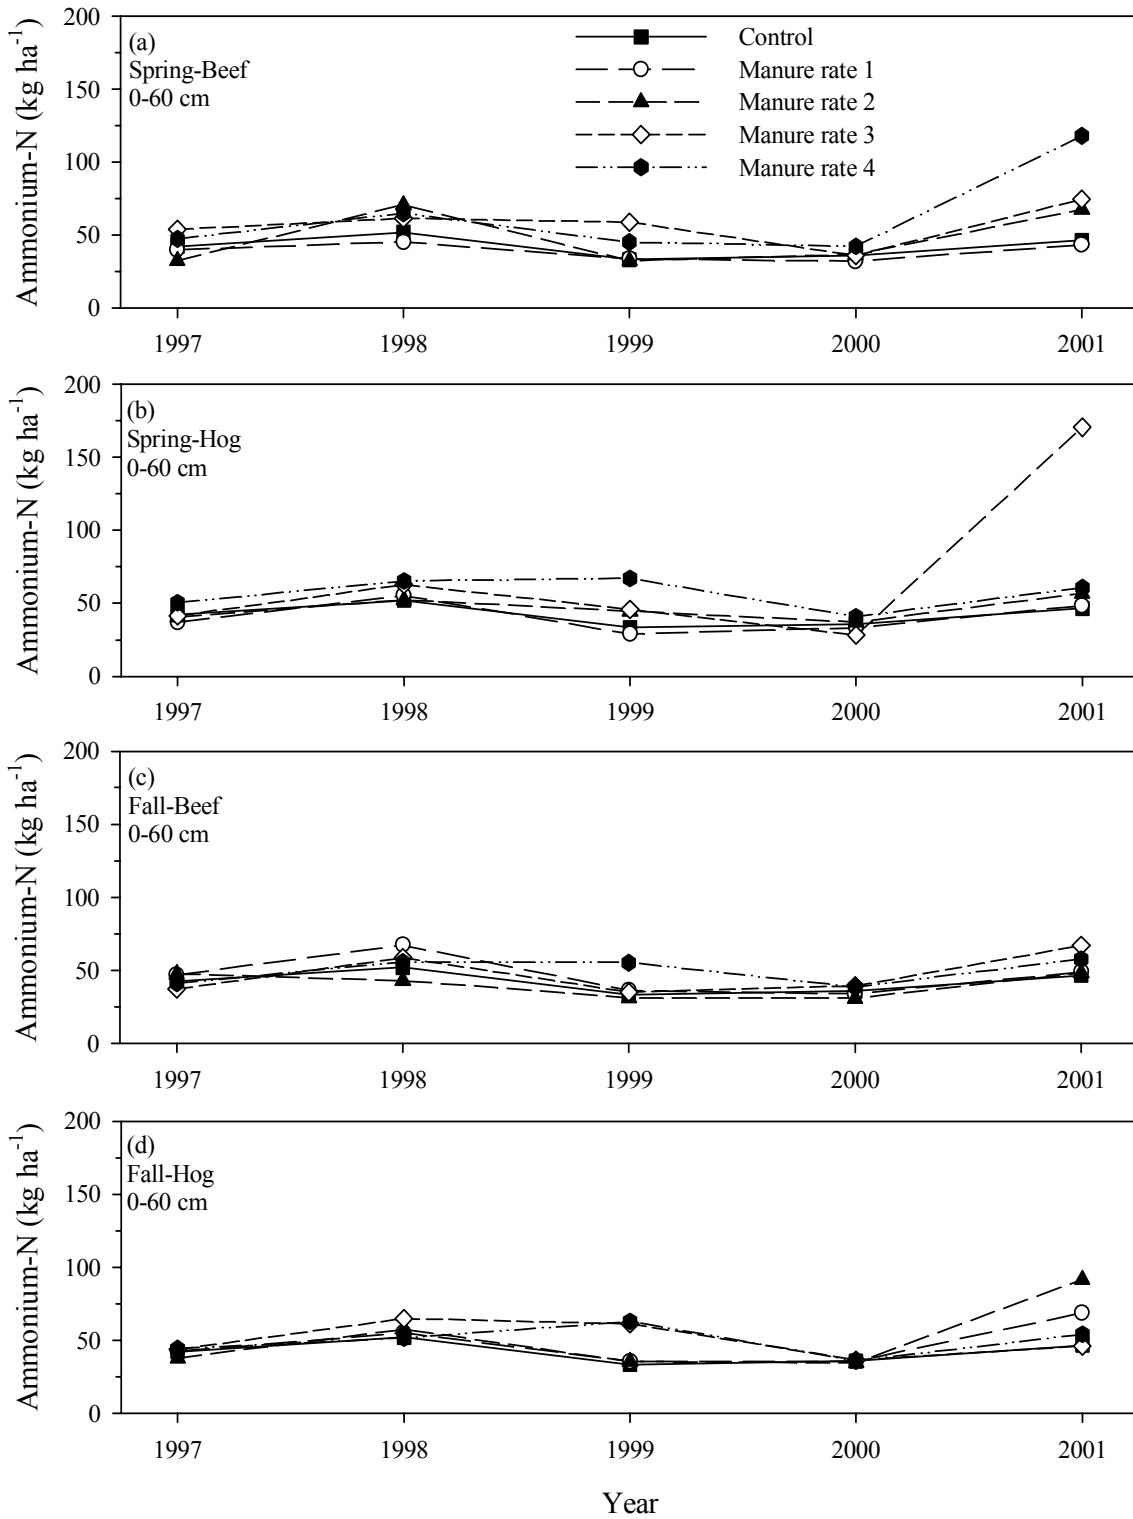 200
150
100
50
0
Ammonium-N (kg ha⁻¹)
(a)
Spring-Beef
0-60 cm
Control
Manure rate 1
Manure rate 2
Manure rate 3
Manure rate 4
1997 1998 1999 2000 2001
200
150
100
50
0
Ammonium-N (kg ha⁻¹)
(b)
Spring-Hog
0-60 cm
1997 1998 1999 2000 2001
200
150
100
50
0
Ammonium-N (kg ha⁻¹)
(c)
Fall-Beef
0-60 cm
1997 1998 1999 2000 2001
200
150
100
50
0
Ammonium-N (kg ha⁻¹)
(d)
Fall-Hog
0-60 cm
1997 1998 1999 2000 2001
Year